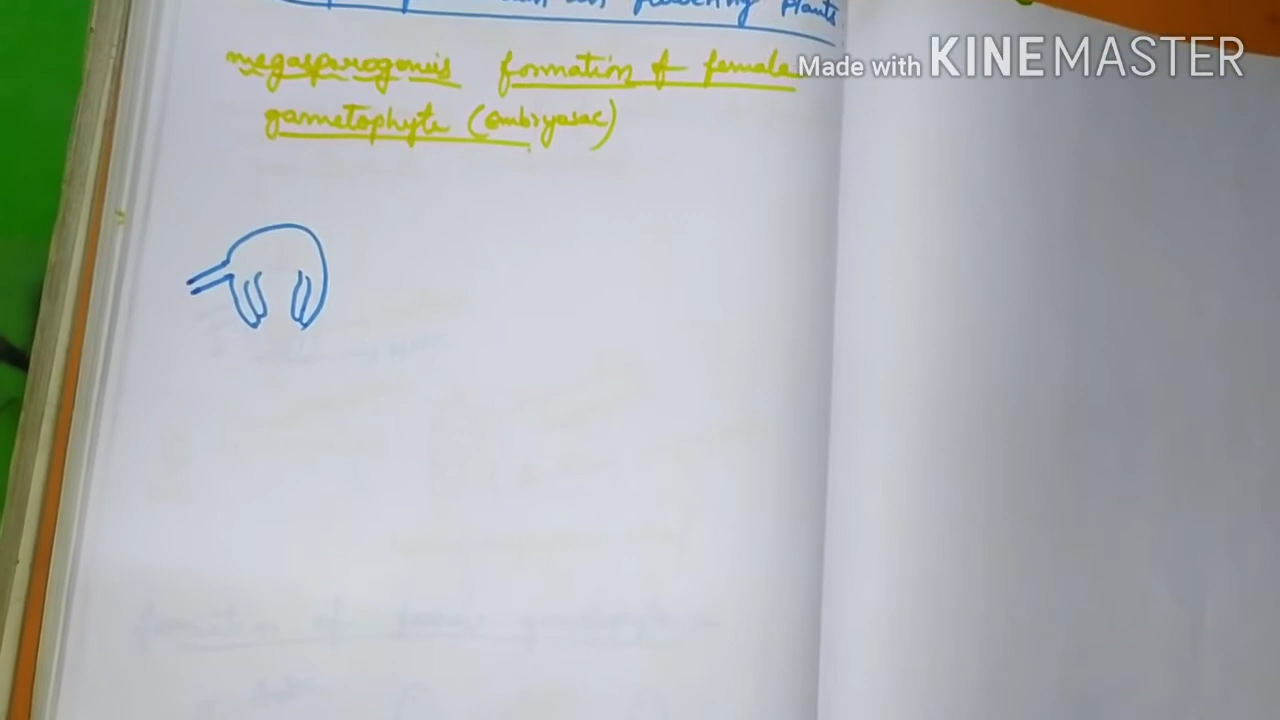 flowering Plants
Made with KINEMASTER
megasporogenesis formation of female
gametophyte (embryosac)